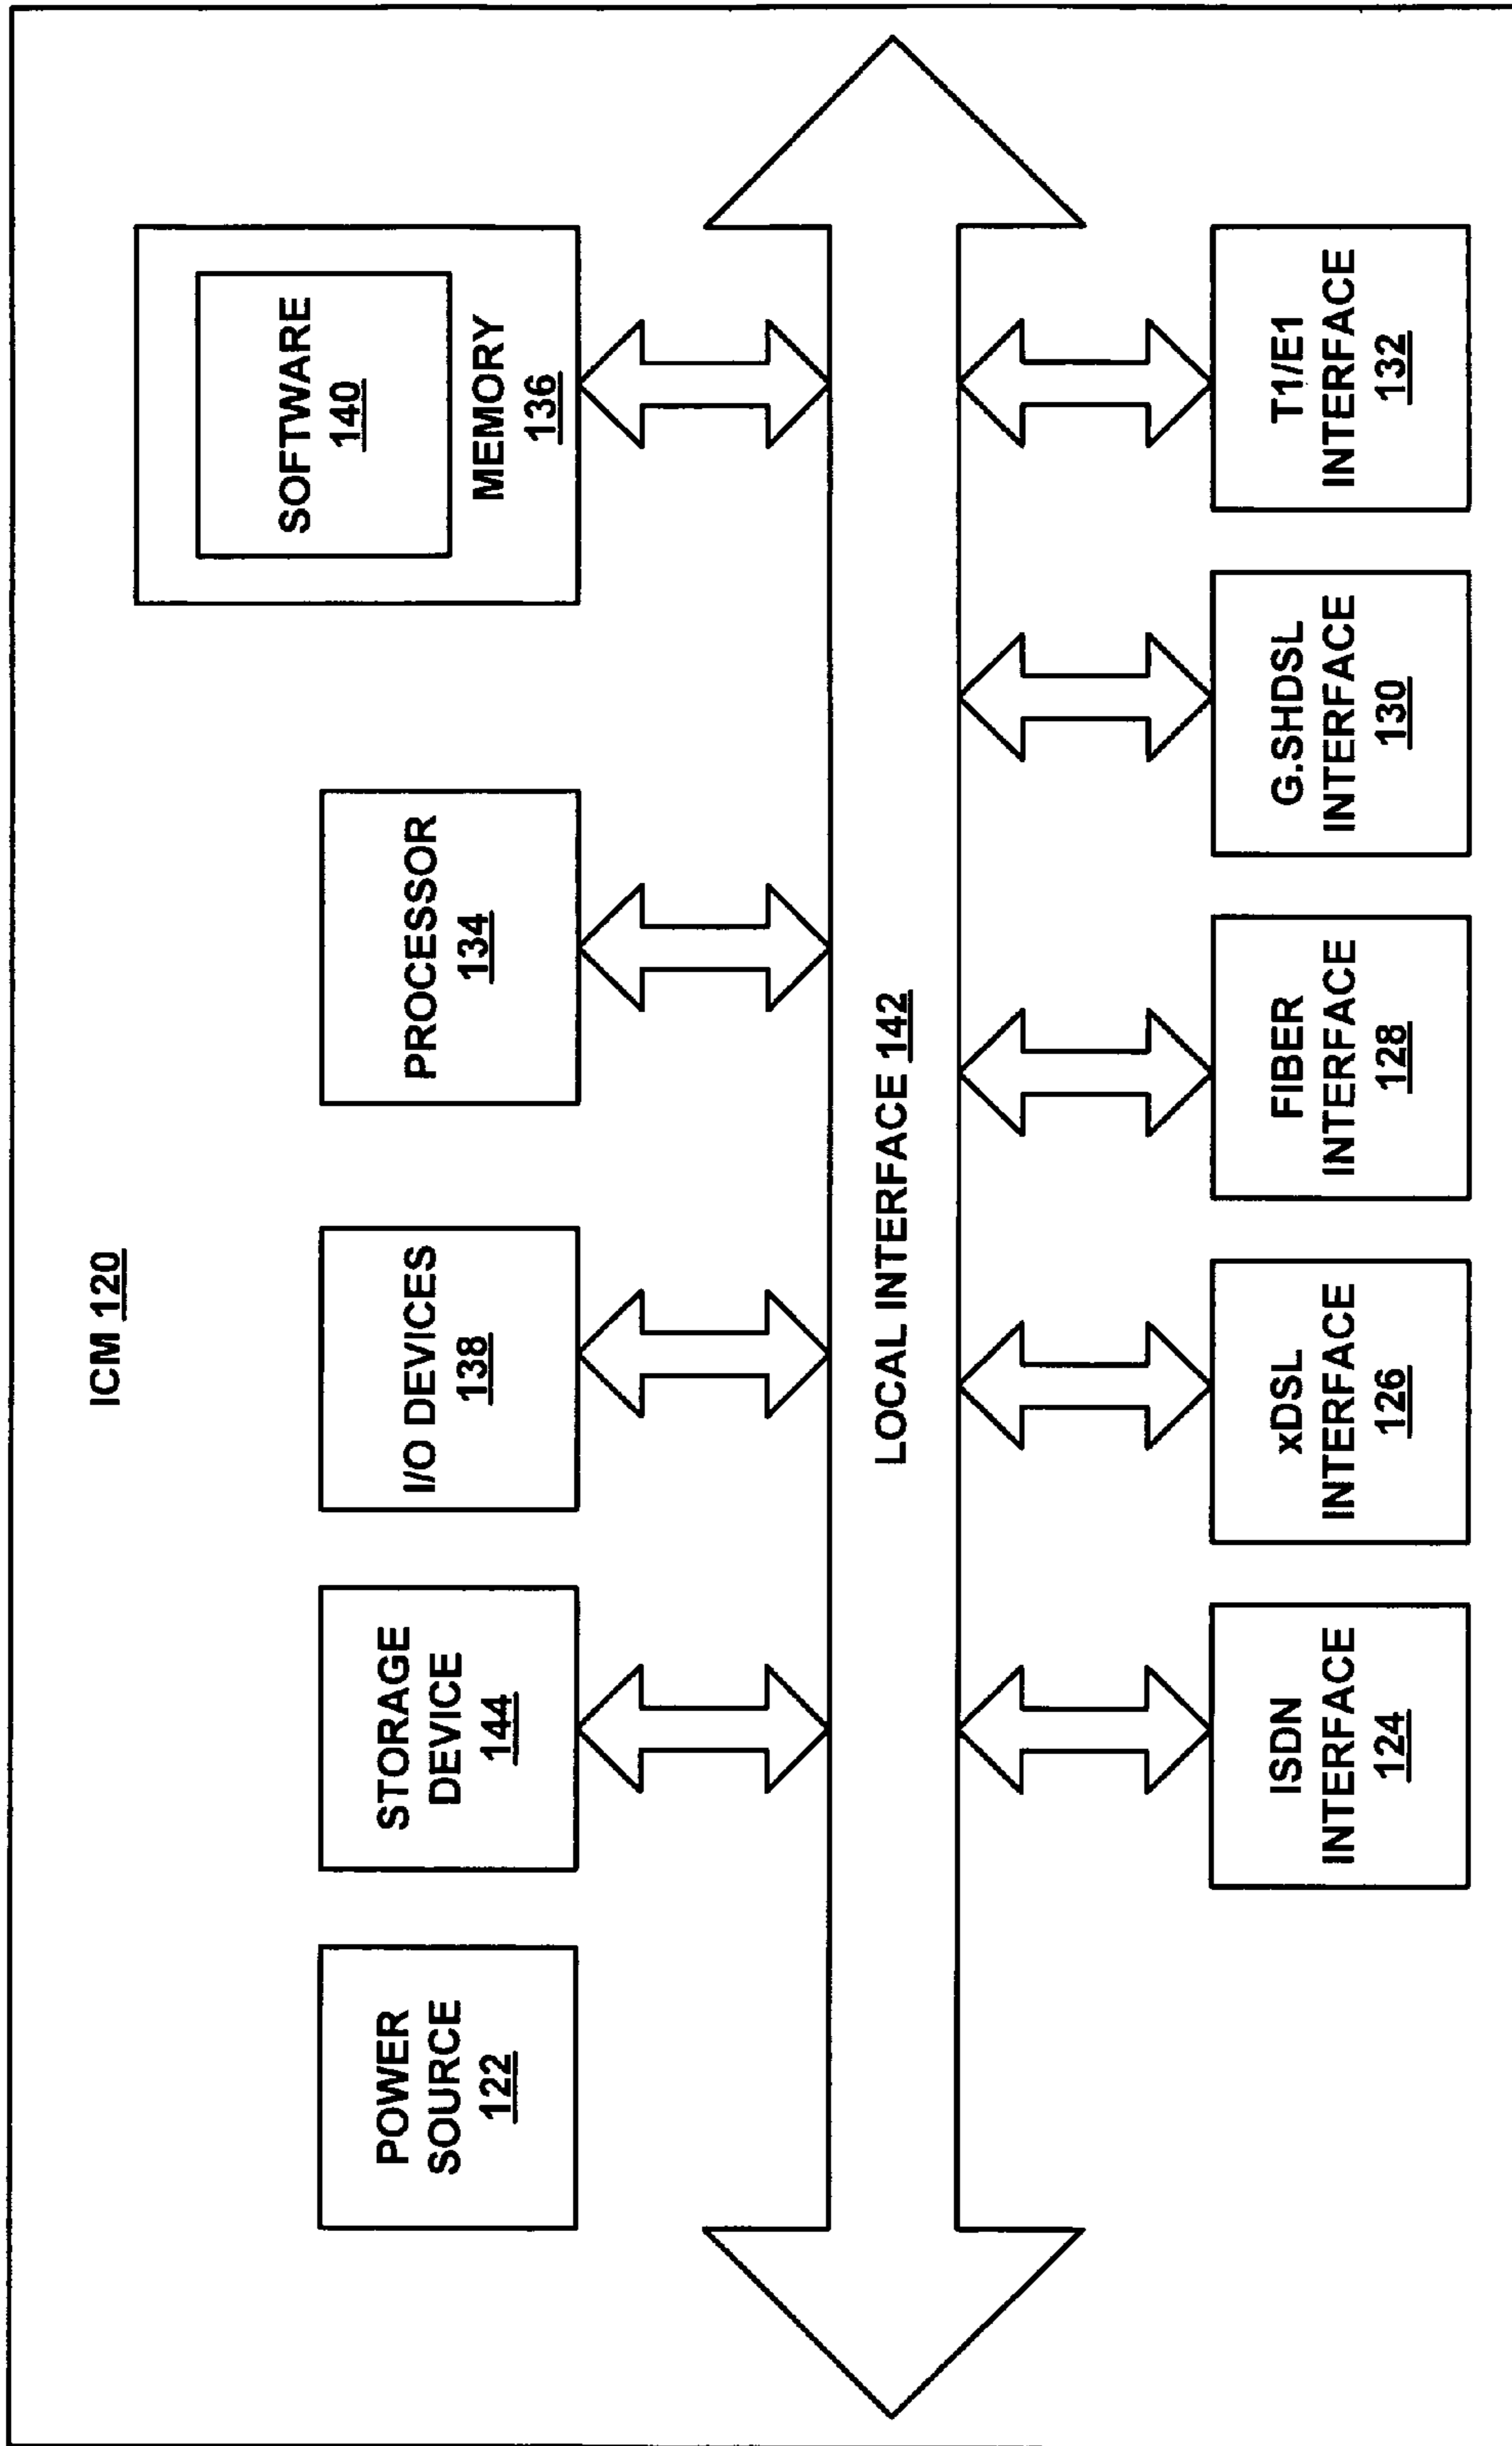 ICM 120
POWER
SOURCE
122
STORAGE
DEVICE
144
I/O DEVICES
138
PROCESSOR
134
SOFTWARE
140
MEMORY
136
LOCAL INTERFACE 142
ISDN
INTERFACE
124
xDSL
INTERFACE
126
FIBER
INTERFACE
128
G.SHDSL
INTERFACE
130
T1/E1
INTERFACE
132